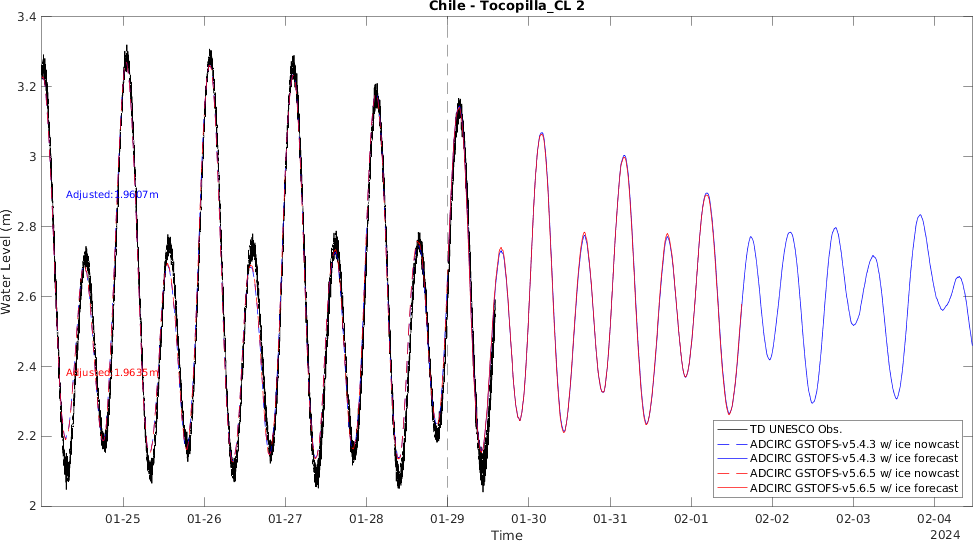 Chile - Tocopilla_CL 2
3.4
3.2
3
2.8
2.6
2.4
2.2
2
Water Level (m)
Adjusted:1.9607m
Adjusted:1.9635m
TD UNESCO Obs.
ADCIRC GSTOFS-v5.4.3 w/ ice nowcast
ADCIRC GSTOFS-v5.4.3 w/ ice forecast
ADCIRC GSTOFS-v5.6.5 w/ ice nowcast
ADCIRC GSTOFS-v5.6.5 w/ ice forecast
01-25 01-26 01-27 01-28 01-29 01-30 01-31 02-01 02-02 02-03 02-04
2024
Time